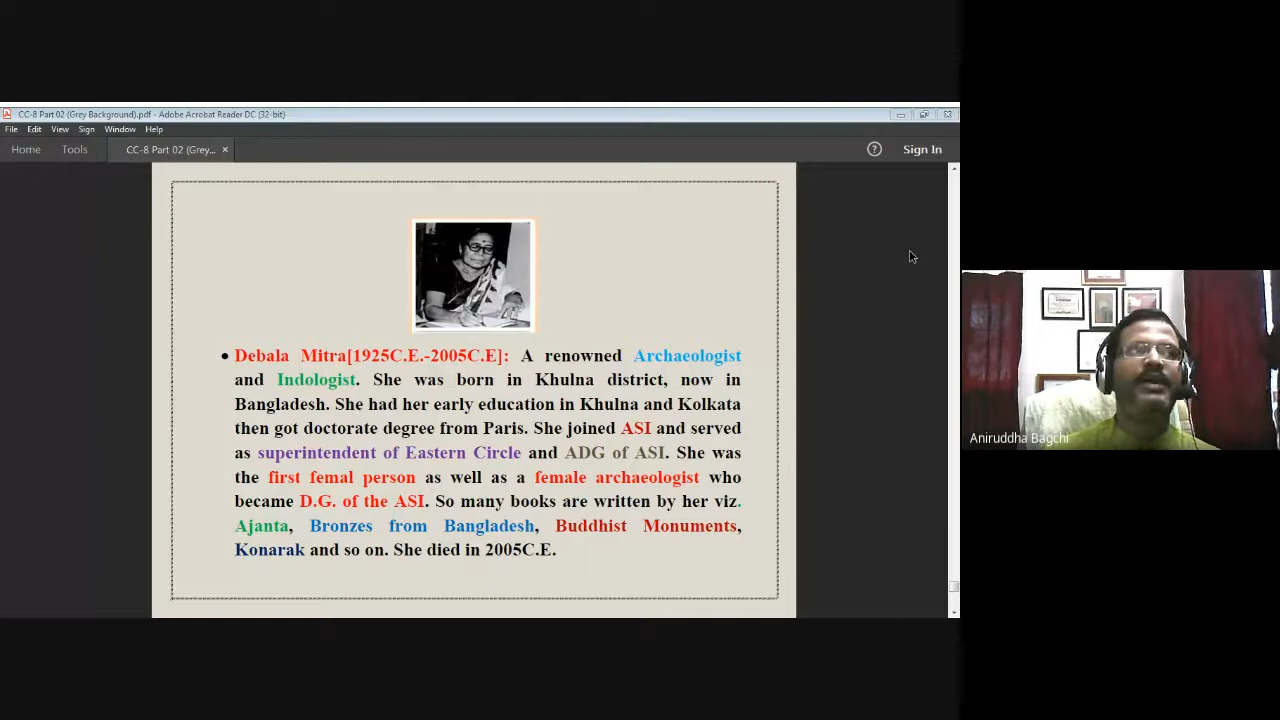 CC-8 Part 02 (Grey Background).pdf - Adobe Acrobat Reader DC (32-bit)
File Edit View Sign Window Help
Home Tools CC-8 Part 02 (Grey... × ? Sign In
• Debala Mitra[1925C.E.-2005C.E]: A renowned Archaeologist
and Indologist. She was born in Khulna district, now in
Bangladesh. She had her early education in Khulna and Kolkata
then got doctorate degree from Paris. She joined ASI and served
as superintendent of Eastern Circle and ADG of ASI. She was
the first femal person as well as a female archaeologist who
became D.G. of the ASI. So many books are written by her viz.
Ajanta, Bronzes from Bangladesh, Buddhist Monuments,
Konarak and so on. She died in 2005C.E.
Aniruddha Bagchi